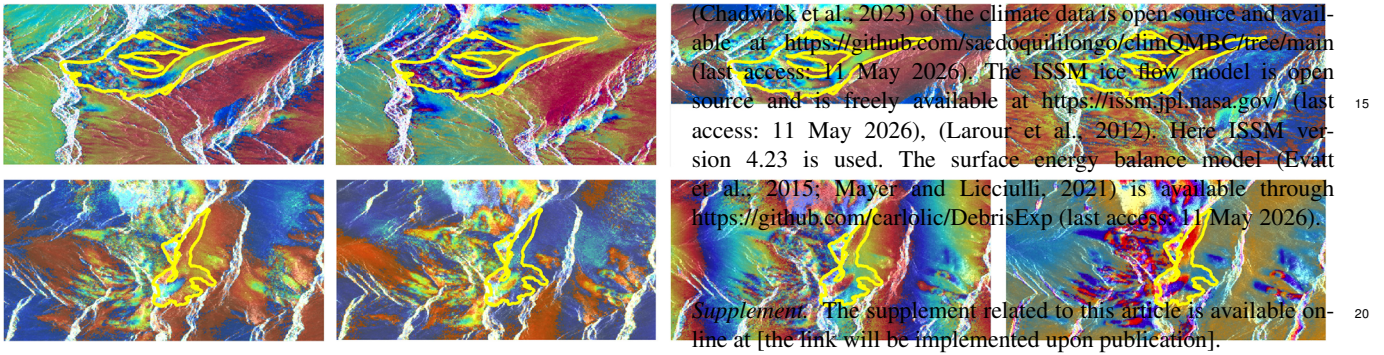 (Chadwick et al., 2023) of the climate data is open source and avail-
able at https://github.com/saedoquililongo/climQMBC/tree/main
(last access: 11 May 2026). The ISSM ice flow model is open
source and is freely available at https://issm.jpl.nasa.gov/ (last 15
access: 11 May 2026), (Larour et al., 2012). Here ISSM ver-
sion 4.23 is used. The surface energy balance model (Evatt
et al., 2015; Mayer and Licciulli, 2021) is available through
https://github.com/carlolic/DebrisExp (last access: 11 May 2026).
Supplement. The supplement related to this article is available on- 20
line at [the link will be implemented upon publication].